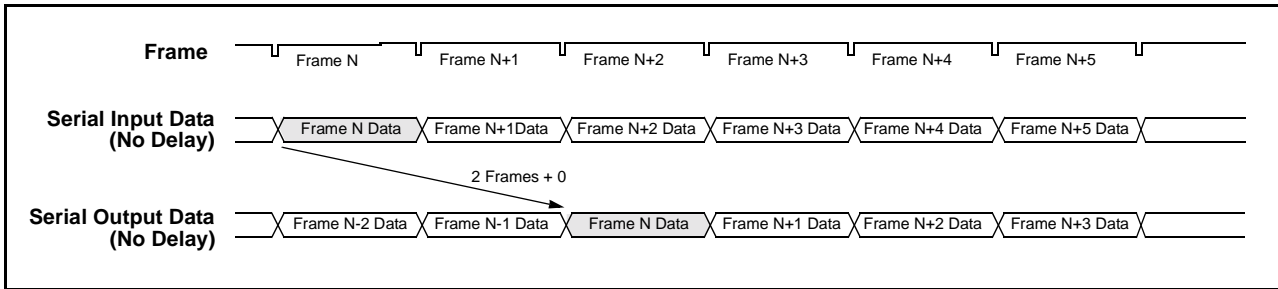 Frame
Frame N
Frame N+1
Frame N+2
Frame N+3
Frame N+4
Frame N+5
Serial Input Data
(No Delay)
Frame N Data
Frame N+1Data
Frame N+2 Data
Frame N+3 Data
Frame N+4 Data
Frame N+5 Data
2 Frames + 0
Serial Output Data
(No Delay)
Frame N-2 Data
Frame N-1 Data
Frame N Data
Frame N+1 Data
Frame N+2 Data
Frame N+3 Data